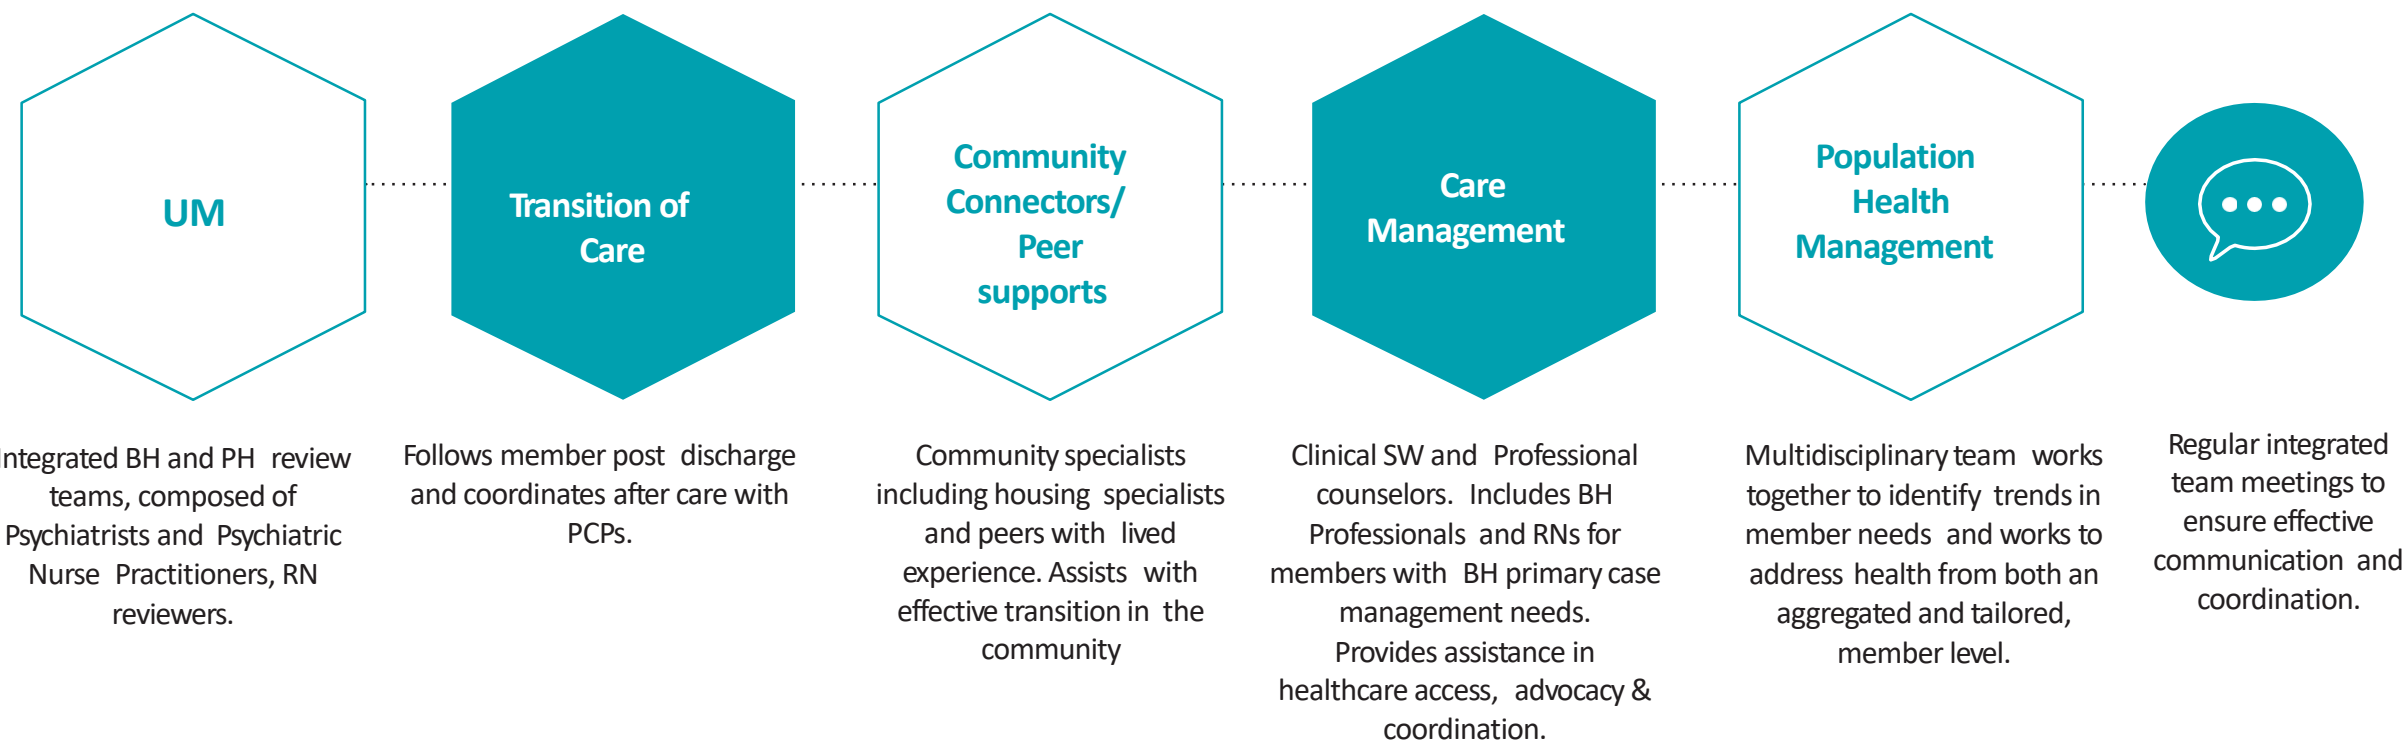 UM
Transition of
Care
Community
Connectors/
Peer
supports
Care
Management
Population
Health
Management
Integrated BH and PH review
teams, composed of
Psychiatrists and Psychiatric
Nurse Practitioners, RN
reviewers.
Follows member post discharge
and coordinates after care with
PCPs.
Community specialists
including housing specialists
and peers with lived
experience. Assists with
effective transition in the
community
Clinical SW and Professional
counselors. Includes BH
Professionals and RNs for
members with BH primary case
management needs.
Provides assistance in
healthcare access, advocacy &
coordination.
Multidisciplinary team works
together to identify trends in
member needs and works to
address health from both an
aggregated and tailored,
member level.
Regular integrated
team meetings to
ensure effective
communication and
coordination.